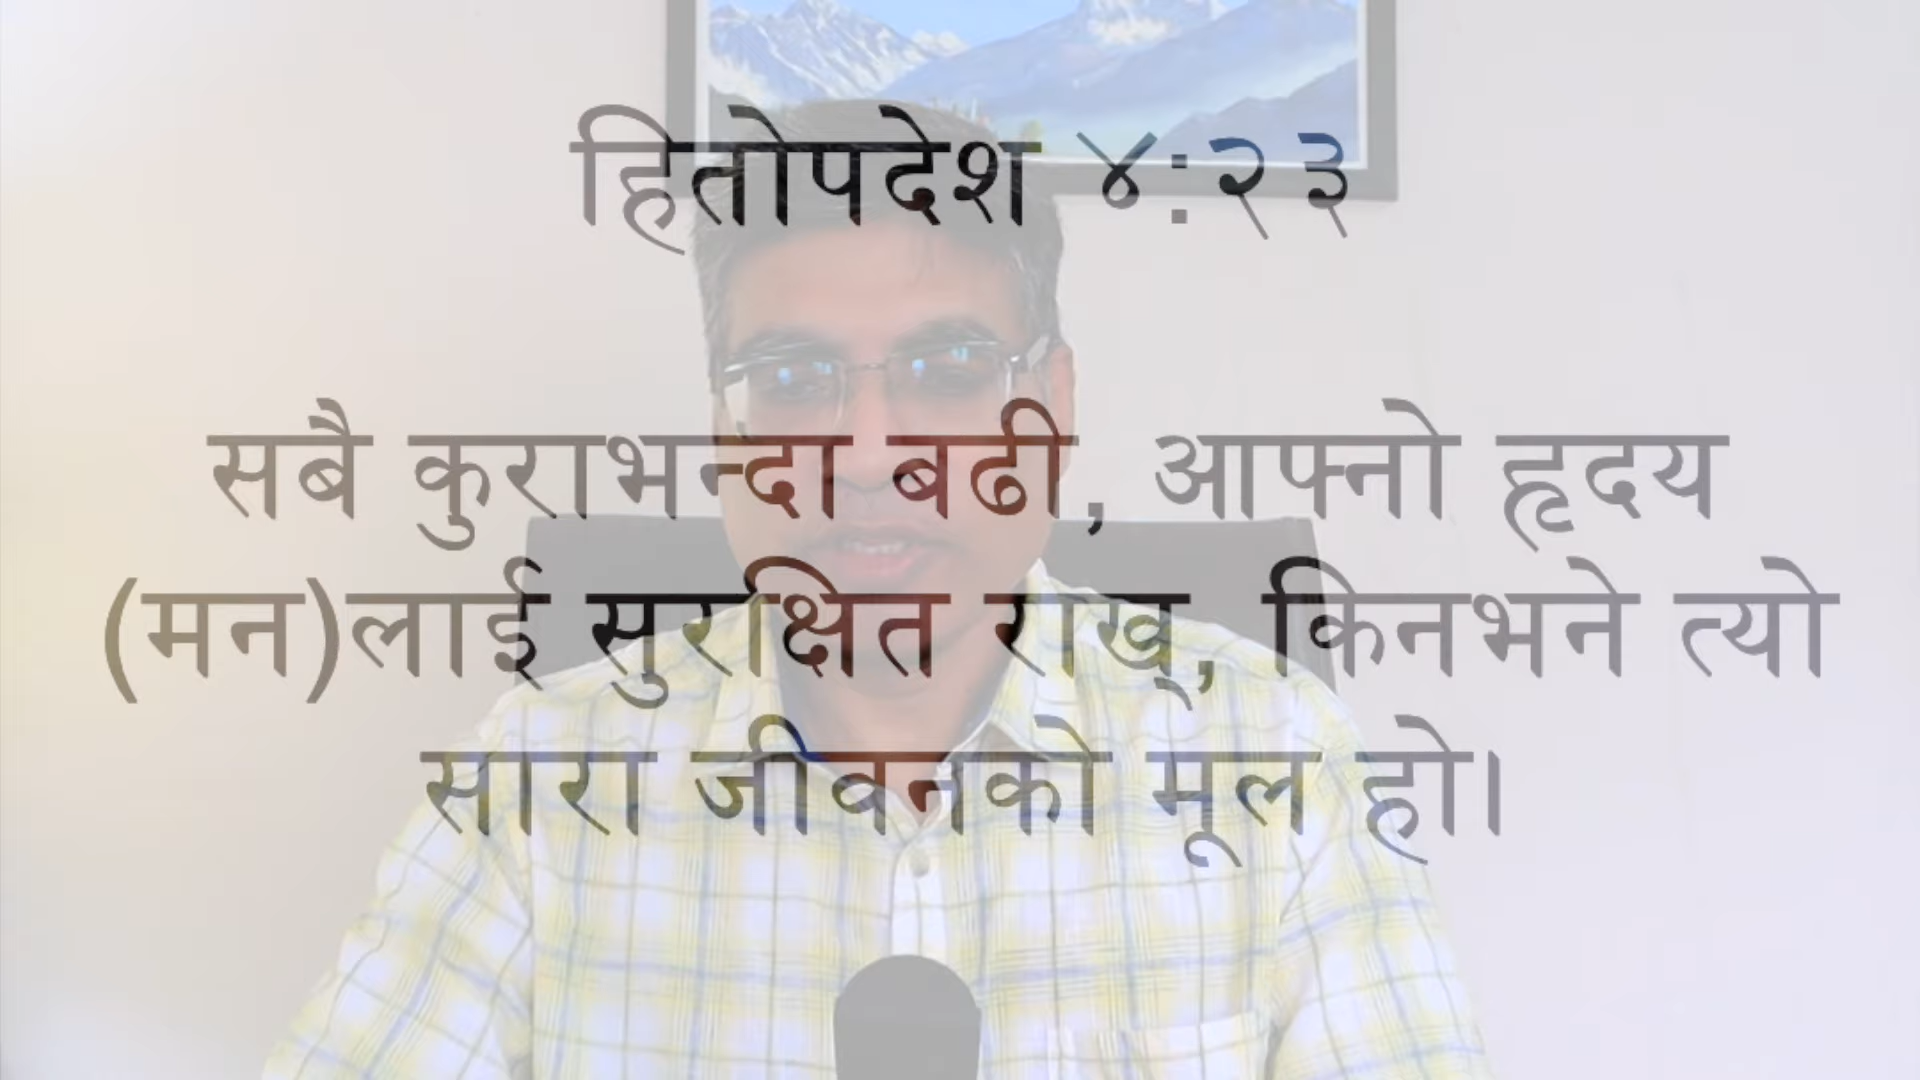 हितोपदेश ४:२३
सबै कुराभन्दा बढी, आफ्नो हृदय
(मन)लाई सुरक्षित राख्, किनभने त्यो
सारा जीवनको मूल हो।